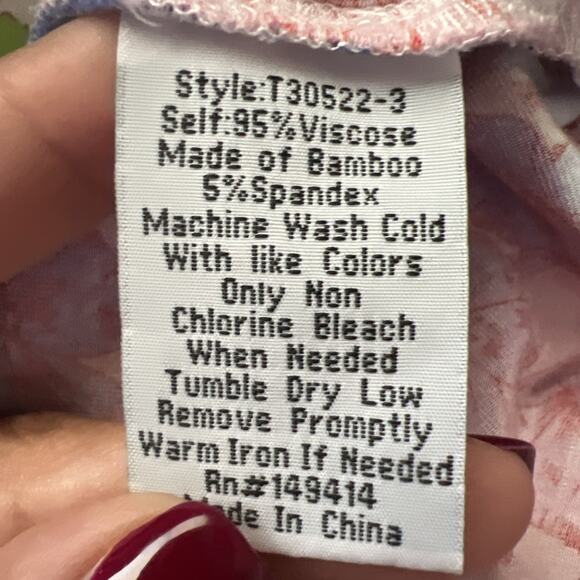 Style:T30522-3
Self:95%Viscose
Made of Bamboo
5%Spandex
Machine Wash Cold
With like Colors
Only Non
Chlorine Bleach
When Needed
Tumble Dry Low
Remove Promptly
Warm Iron If Needed
Rn#149414
Made In China